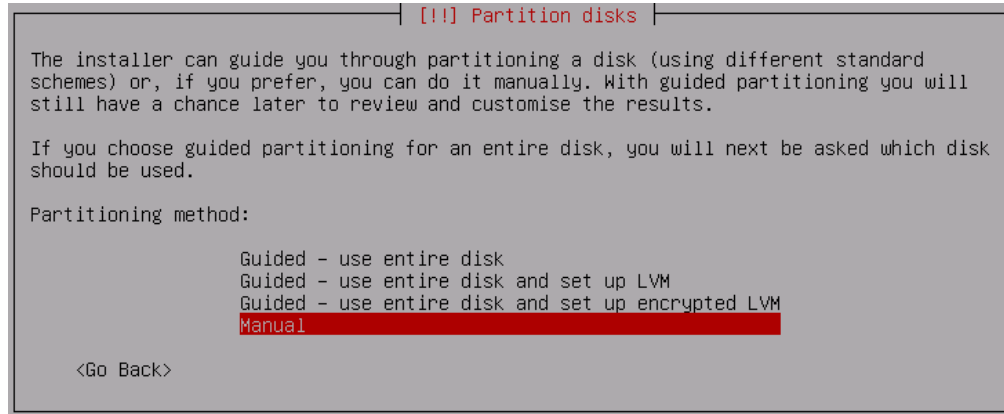 [!!] Partition disks
The installer can guide you through partitioning a disk (using different standard
schemes) or, if you prefer, you can do it manually. With guided partitioning you will
still have a chance later to review and customise the results.
If you choose guided partitioning for an entire disk, you will next be asked which disk
should be used.
Partitioning method:
Guided – use entire disk
Guided – use entire disk and set up LVM
Guided – use entire disk and set up encrypted LVM
Manual
<Go Back>